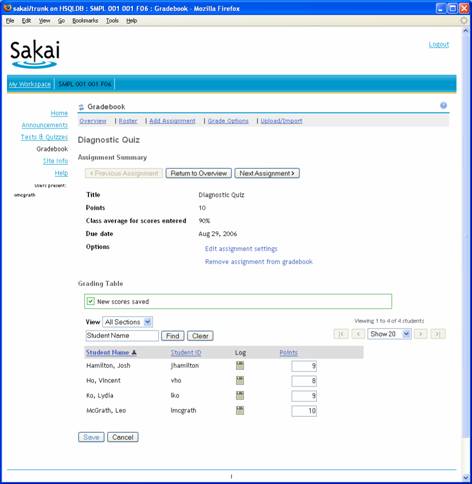 sakai/trunk on HSQLDB : SMPL 001 001 F06 : Gradebook - Mozilla Firefox
File Edit View Go Bookmarks Tools Help
Sakai
Logout
My Workspace SMPL 001 001 F06
Home
Announcements
Tests & Quizzes
Gradebook
Site Info
Help
Users present:
lmcgrath
Gradebook
Overview | Roster | Add Assignment | Grade Options | Upload/Import
Diagnostic Quiz
Assignment Summary
< Previous Assignment Return to Overview Next Assignment >
Title Diagnostic Quiz
Points 10
Class average for scores entered 90%
Due date Aug 29, 2006
Options Edit assignment settings
Remove assignment from gradebook
Grading Table
New scores saved
View All Sections
Viewing 1 to 4 of 4 students
Student Name Find Clear
|< < Show 20 > >|
Student Name Student ID Log Points
Hamilton, Josh jhamilton 9
Ho, Vincent vho 8
Ko, Lydia lko 9
McGrath, Leo lmcgrath 10
Save Cancel